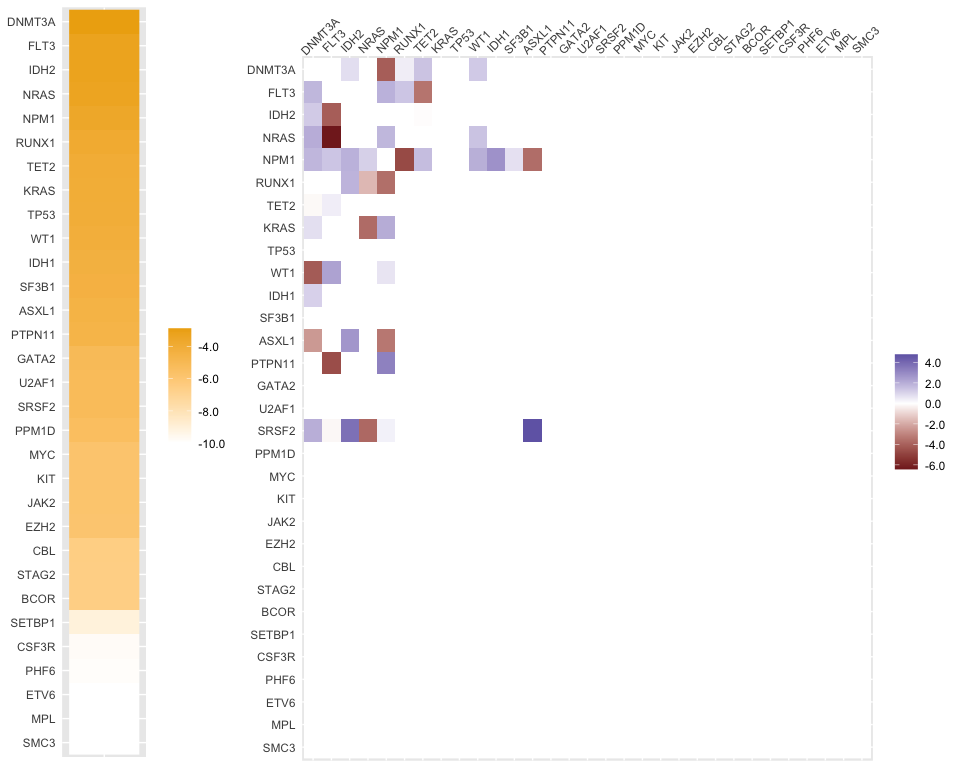 DNMT3A
FLT3
IDH2
NRAS
NPM1
RUNX1
TET2
KRAS
TP53
WT1
IDH1
SF3B1
ASXL1
PTPN11
GATA2
U2AF1
SRSF2
PPM1D
MYC
KIT
JAK2
EZH2
CBL
STAG2
BCOR
SETBP1
CSF3R
PHF6
ETV6
MPL
SMC3
-4.0
-6.0
-8.0
-10.0
DNMT3A
FLT3
IDH2
NRAS
NPM1
RUNX1
TET2
KRAS
TP53
WT1
IDH1
SF3B1
ASXL1
PTPN11
GATA2
U2AF1
SRSF2
PPM1D
MYC
KIT
JAK2
EZH2
CBL
STAG2
BCOR
SETBP1
CSF3R
PHF6
ETV6
MPL
SMC3
DNMT3A
FLT3
IDH2
NRAS
NPM1
RUNX1
TET2
KRAS
TP53
WT1
IDH1
SF3B1
ASXL1
PTPN11
GATA2
U2AF1
SRSF2
PPM1D
MYC
KIT
JAK2
EZH2
CBL
STAG2
BCOR
SETBP1
CSF3R
PHF6
ETV6
MPL
SMC3
4.0
2.0
0.0
-2.0
-4.0
-6.0